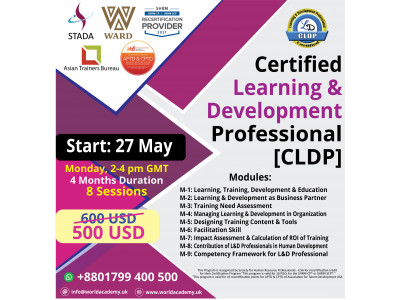 STADA
WARD
SHRM
RECERTIFICATION
PROVIDER
2021
CLDP
Asian Trainers Bureau
APTD & CPTD
Certified
Learning &
Development
Professional
[CLDP]
Start: 27 May
Monday, 2-4 pm GMT
4 Months Duration
8 Sessions
600 USD
500 USD
Modules:
M-1: Learning, Training, Development & Education
M-2: Learning & Development as Business Partner
M-3: Training Need Assessment
M-4: Managing Learning & Development in Organization
M-5: Designing Training Content & Tools
M-6: Facilitation Skill
M-7: Impact Assessment & Calculation of ROI of Training
M-8: Contribution of L&D Professionals in Human Development
M-9: Competency Framework for L&D Professional
+8801799 400 500
info@worldacademy.uk
www.worldacademy.uk